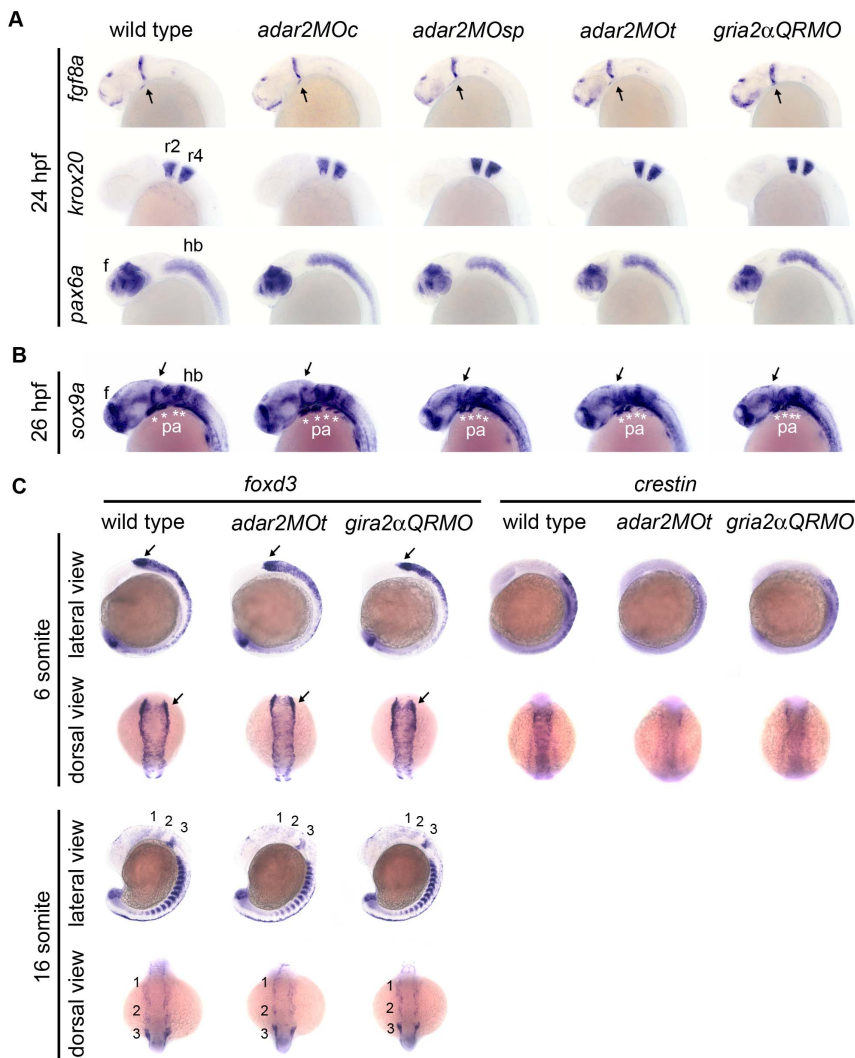 A
wild type adar2MOc adar2MOsp adar2MOt gria2αQRMO
24 hpf
fgf8a
krox20
r2
r4
pax6a
f
hb
B
26 hpf
sox9a
f
hb
* * * *
pa
* * * *
pa
* * * *
pa
* * * *
pa
* * * *
pa
C
foxd3 crestin
wild type adar2MOt gira2αQRMO wild type adar2MOt gria2αQRMO
6 somite
lateral view
dorsal view
16 somite
lateral view
1 2 3
1 2 3
1 2 3
dorsal view
1
2
3
1
2
3
1
2
3